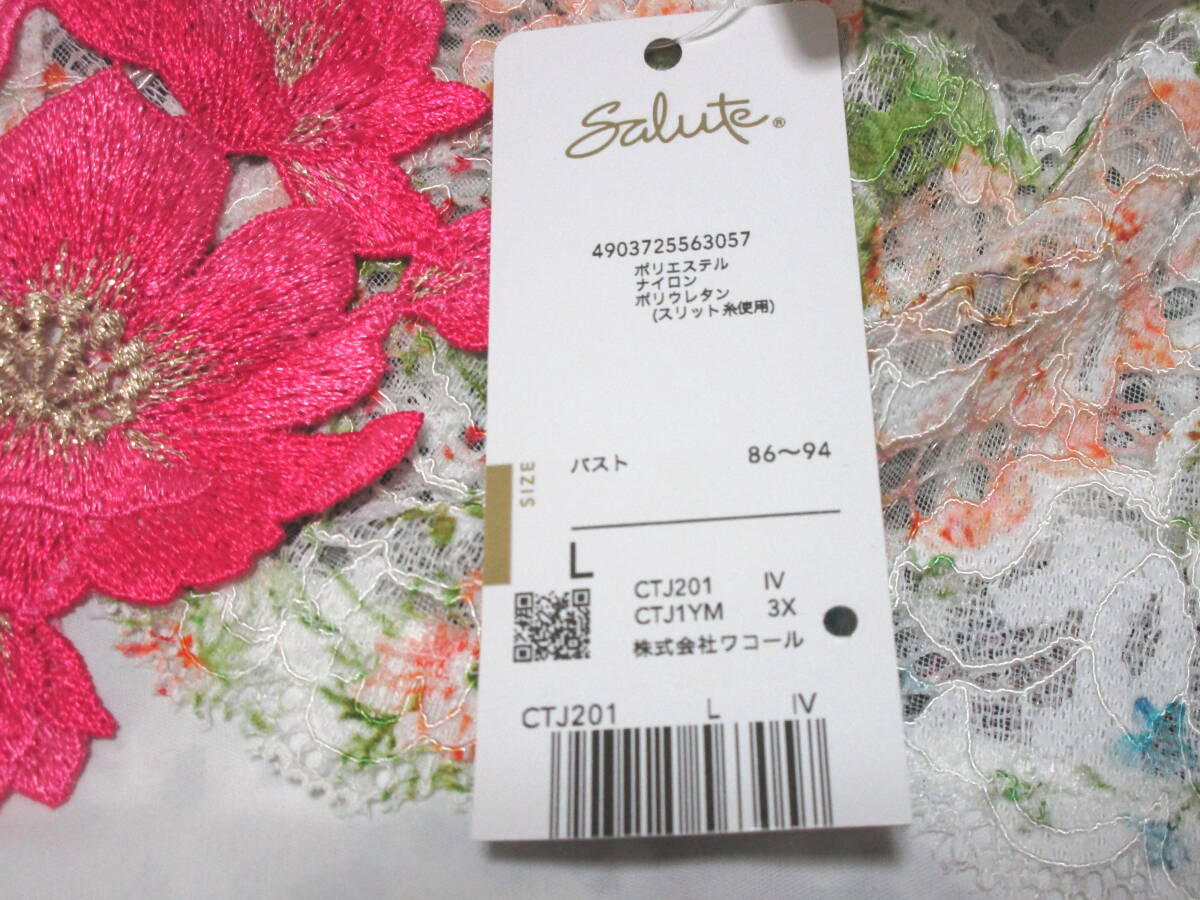 Salute®
4903725563057
ポリエステル
ナイロン
ポリウレタン
(スリット糸使用)
SIZE
バスト 86〜94
L
CTJ201 IV
CTJ1YM 3X
株式会社ワコール
CTJ201 L IV